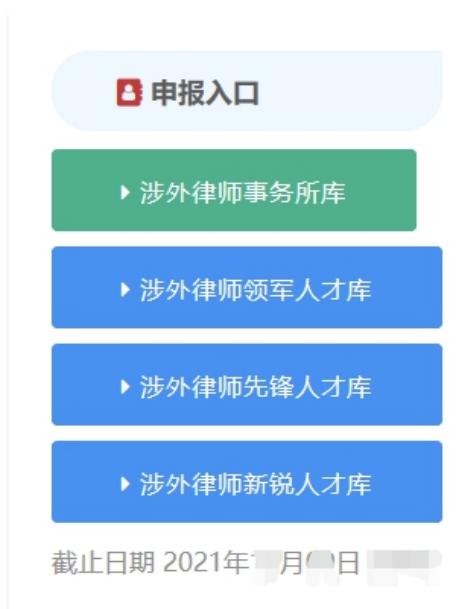 申报入口
涉外律师事务所库
涉外律师领军人才库
涉外律师先锋人才库
涉外律师新锐人才库
截止日期 2021年 月 日